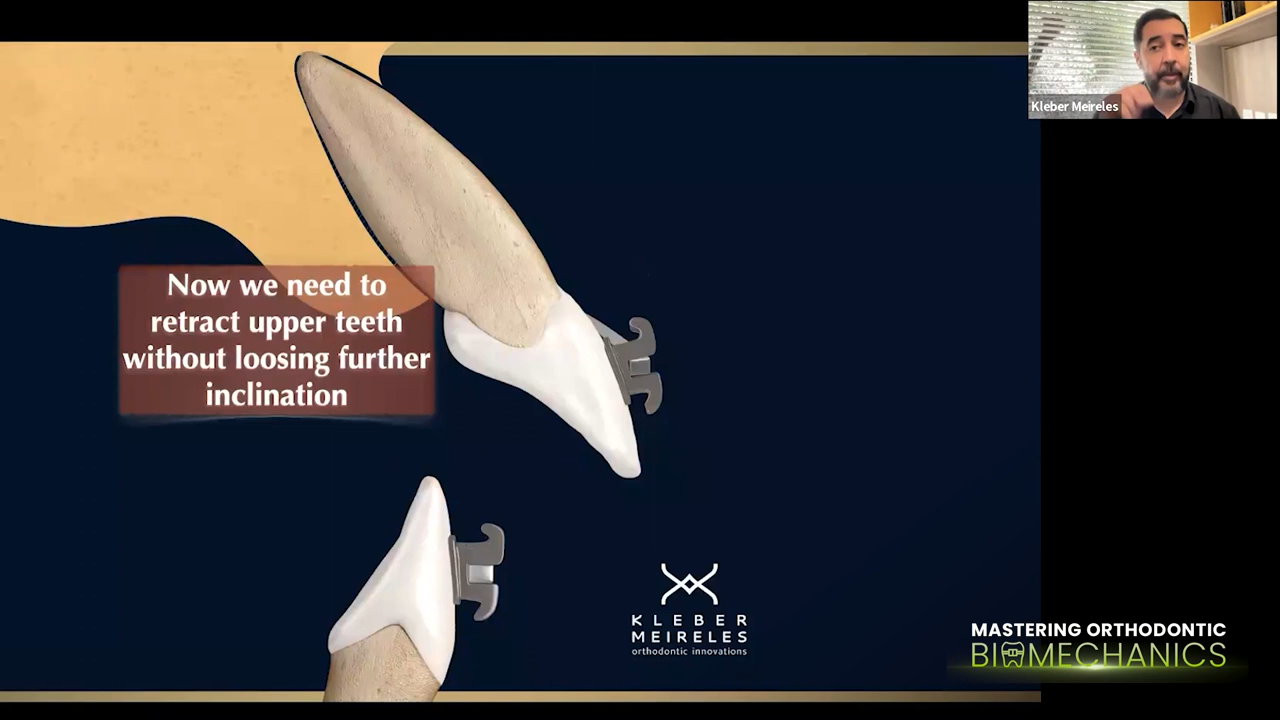 Kleber Meireles
Now we need to
retract upper teeth
without loosing further
inclination
KLEBER
MEIRELES
orthodontic innovations
MASTERING ORTHODONTIC
BIOMECHANICS